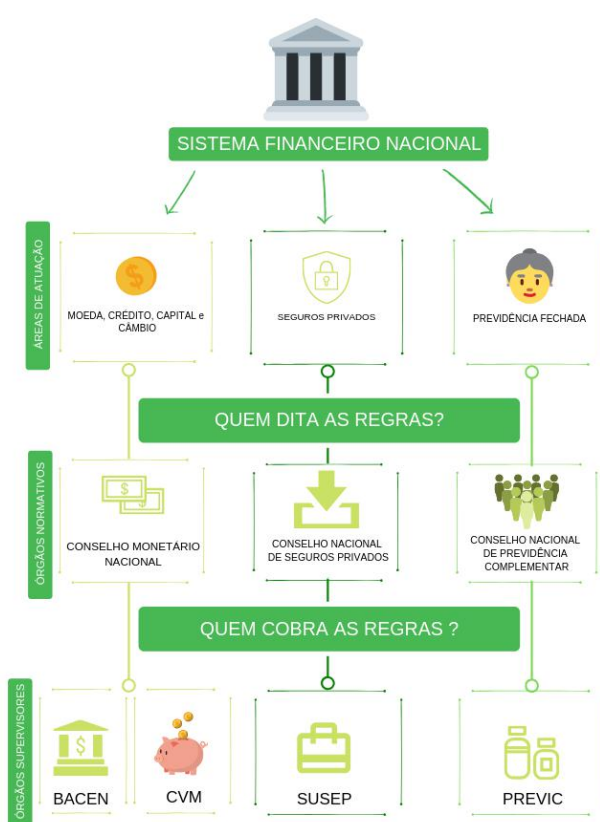 SISTEMA FINANCEIRO NACIONAL
ÁREAS DE ATUAÇÃO
$
MOEDA, CRÉDITO, CAPITAL e
CÂMBIO
SEGUROS PRIVADOS
PREVIDÊNCIA FECHADA
QUEM DITA AS REGRAS?
ÓRGÃOS NORMATIVOS
$
$
CONSELHO MONETÁRIO
NACIONAL
CONSELHO NACIONAL
DE SEGUROS PRIVADOS
CONSELHO NACIONAL
DE PREVIDÊNCIA
COMPLEMENTAR
QUEM COBRA AS REGRAS ?
ÓRGÃOS SUPERVISORES
$
BACEN
CVM
SUSEP
PREVIC